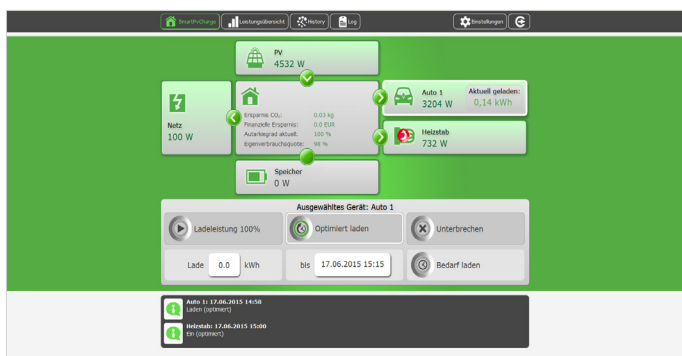 SmartPvCharge
Leistungsübersicht
History
Log
Einstellungen
PV
4532 W
Netz
100 W
Ersparnis CO₂: 0.03 kg
Finanzielle Ersparnis: 0.0 EUR
Autarkiegrad aktuell: 100 %
Eigenverbrauchsquote: 98 %
Auto 1
3204 W
Aktuell geladen:
0,14 kWh
Heizstab
732 W
Speicher
0 W
Ausgewähltes Gerät: Auto 1
Ladeleistung 100%
Optimiert laden
Unterbrechen
Lade 0.0 kWh
bis 17.06.2015 15:15
Bedarf laden
Auto 1: 17.06.2015 14:58
Laden (optimiert)
Heizstab: 17.06.2015 15:00
Ein (optimiert)